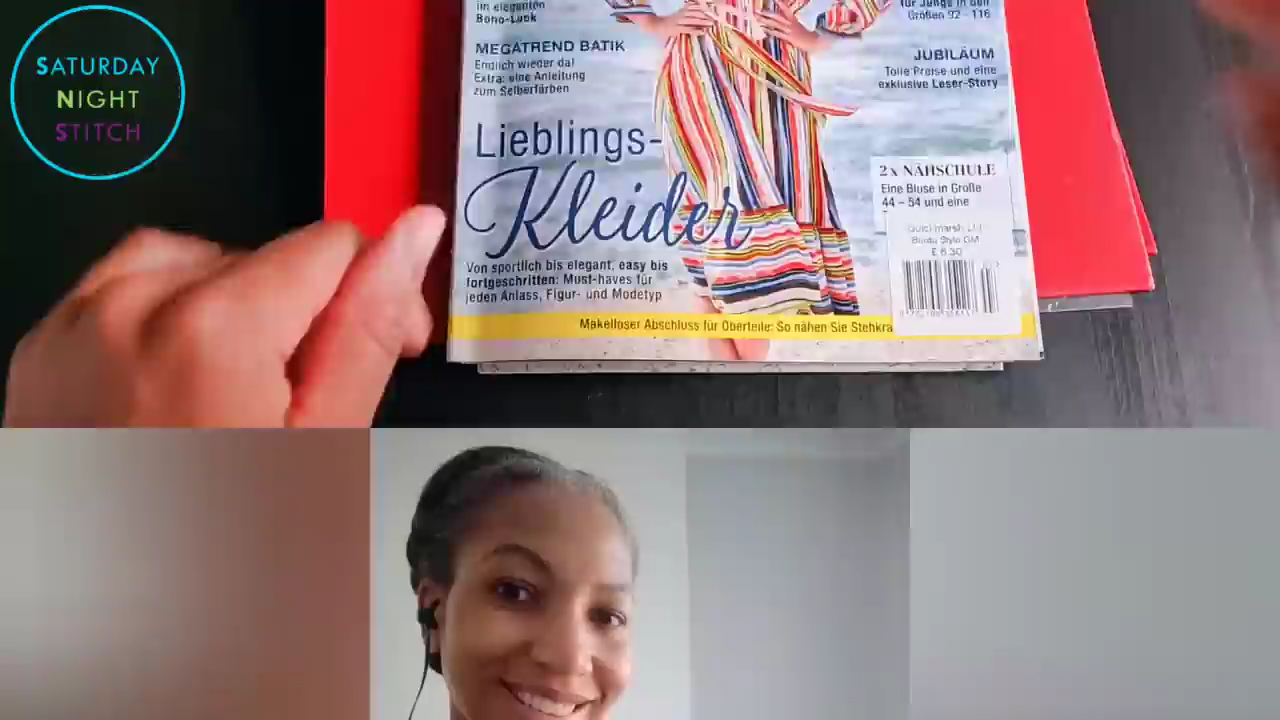 SATURDAY
NIGHT
STITCH
im eleganten
Boho-Look
MEGATREND BATIK
Endlich wieder da!
Extra: eine Anleitung
zum Selberfärben
für Jungs in den
Größen 92 - 116
JUBILÄUM
Tolle Preise und eine
exklusive Leser-Story
Lieblings-
Kleider
Von sportlich bis elegant, easy bis
fortgeschritten: Must-haves für
jeden Anlass, Figur- und Modetyp
2 x NÄHSCHULE
Eine Bluse in Größe
44 – 54 und eine
£ 6.30
Makelloser Abschluss für Oberteile: So nähen Sie Stehkra